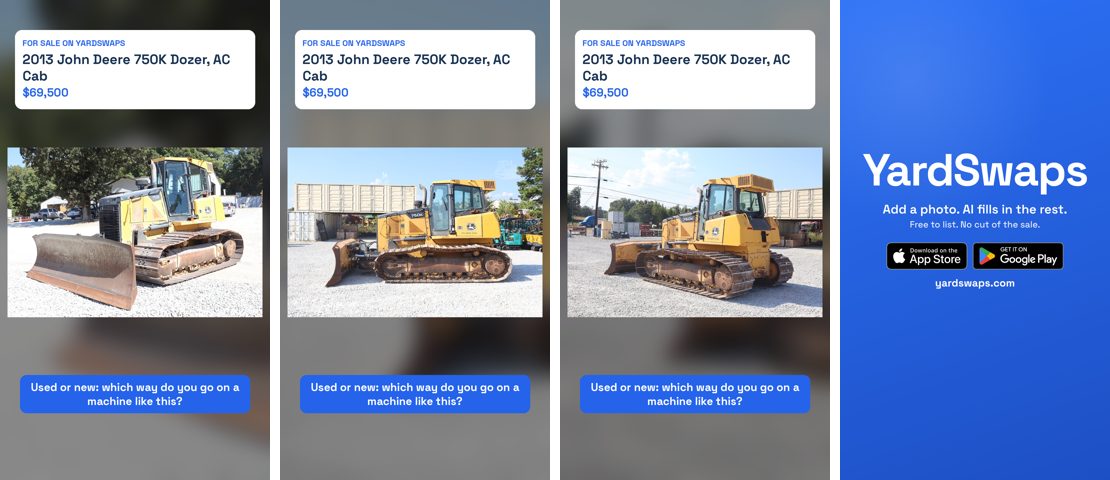 FOR SALE ON YARDSWAPS
2013 John Deere 750K Dozer, AC
Cab
$69,500
Used or new: which way do you go on a
machine like this?
FOR SALE ON YARDSWAPS
2013 John Deere 750K Dozer, AC
Cab
$69,500
750K
Used or new: which way do you go on a
machine like this?
FOR SALE ON YARDSWAPS
2013 John Deere 750K Dozer, AC
Cab
$69,500
Used or new: which way do you go on a
machine like this?
YardSwaps
Add a photo. AI fills in the rest.
Free to list. No cut of the sale.
Download on the
App Store
GET IT ON
Google Play
yardswaps.com